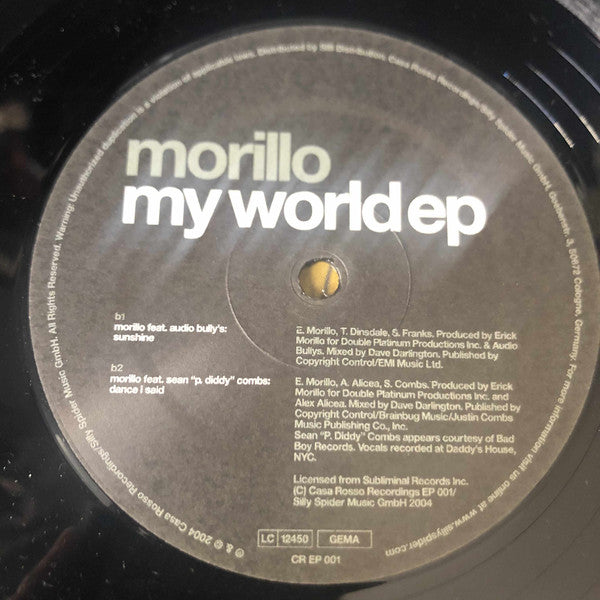 morillo
my world ep
b1
morillo feat. audio bully's:
sunshine
E. Morillo, T. Dinsdale, S. Franks. Produced by Erick
Morillo for Double Platinum Productions Inc. & Audio
Bullys. Mixed by Dave Darlington. Published by
Copyright Control/EMI Music Ltd.
b2
morillo feat. sean "p. diddy" combs:
dance i said
E. Morillo, A. Alicea, S. Combs. Produced by Erick
Morillo for Double Platinum Productions Inc. and
Alex Alicea. Mixed by Dave Darlington. Published by
Copyright Control/Brainbug Music/Justin Combs
Music Publishing Co., Inc.
Sean "P. Diddy" Combs appears courtesy of Bad
Boy Records. Vocals recorded at Daddy's House,
NYC.
Licensed from Subliminal Records Inc.
(C) Casa Rosso Recordings EP 001/
Silly Spider Music GmbH 2004
LC 12450 GEMA
CR EP 001
℗ & © 2004 Casa Rosso Recordings/Silly Spider Music GmbH. All Rights Reserved. Warning: Unauthorised duplication is a violation of applicable laws. Distributed by Distribution. Casa Rosso Recordings c/o Silly Spider Music GmbH, 3, 50672 Cologne, Germany. For more information visit us online at www.sillyspider.com